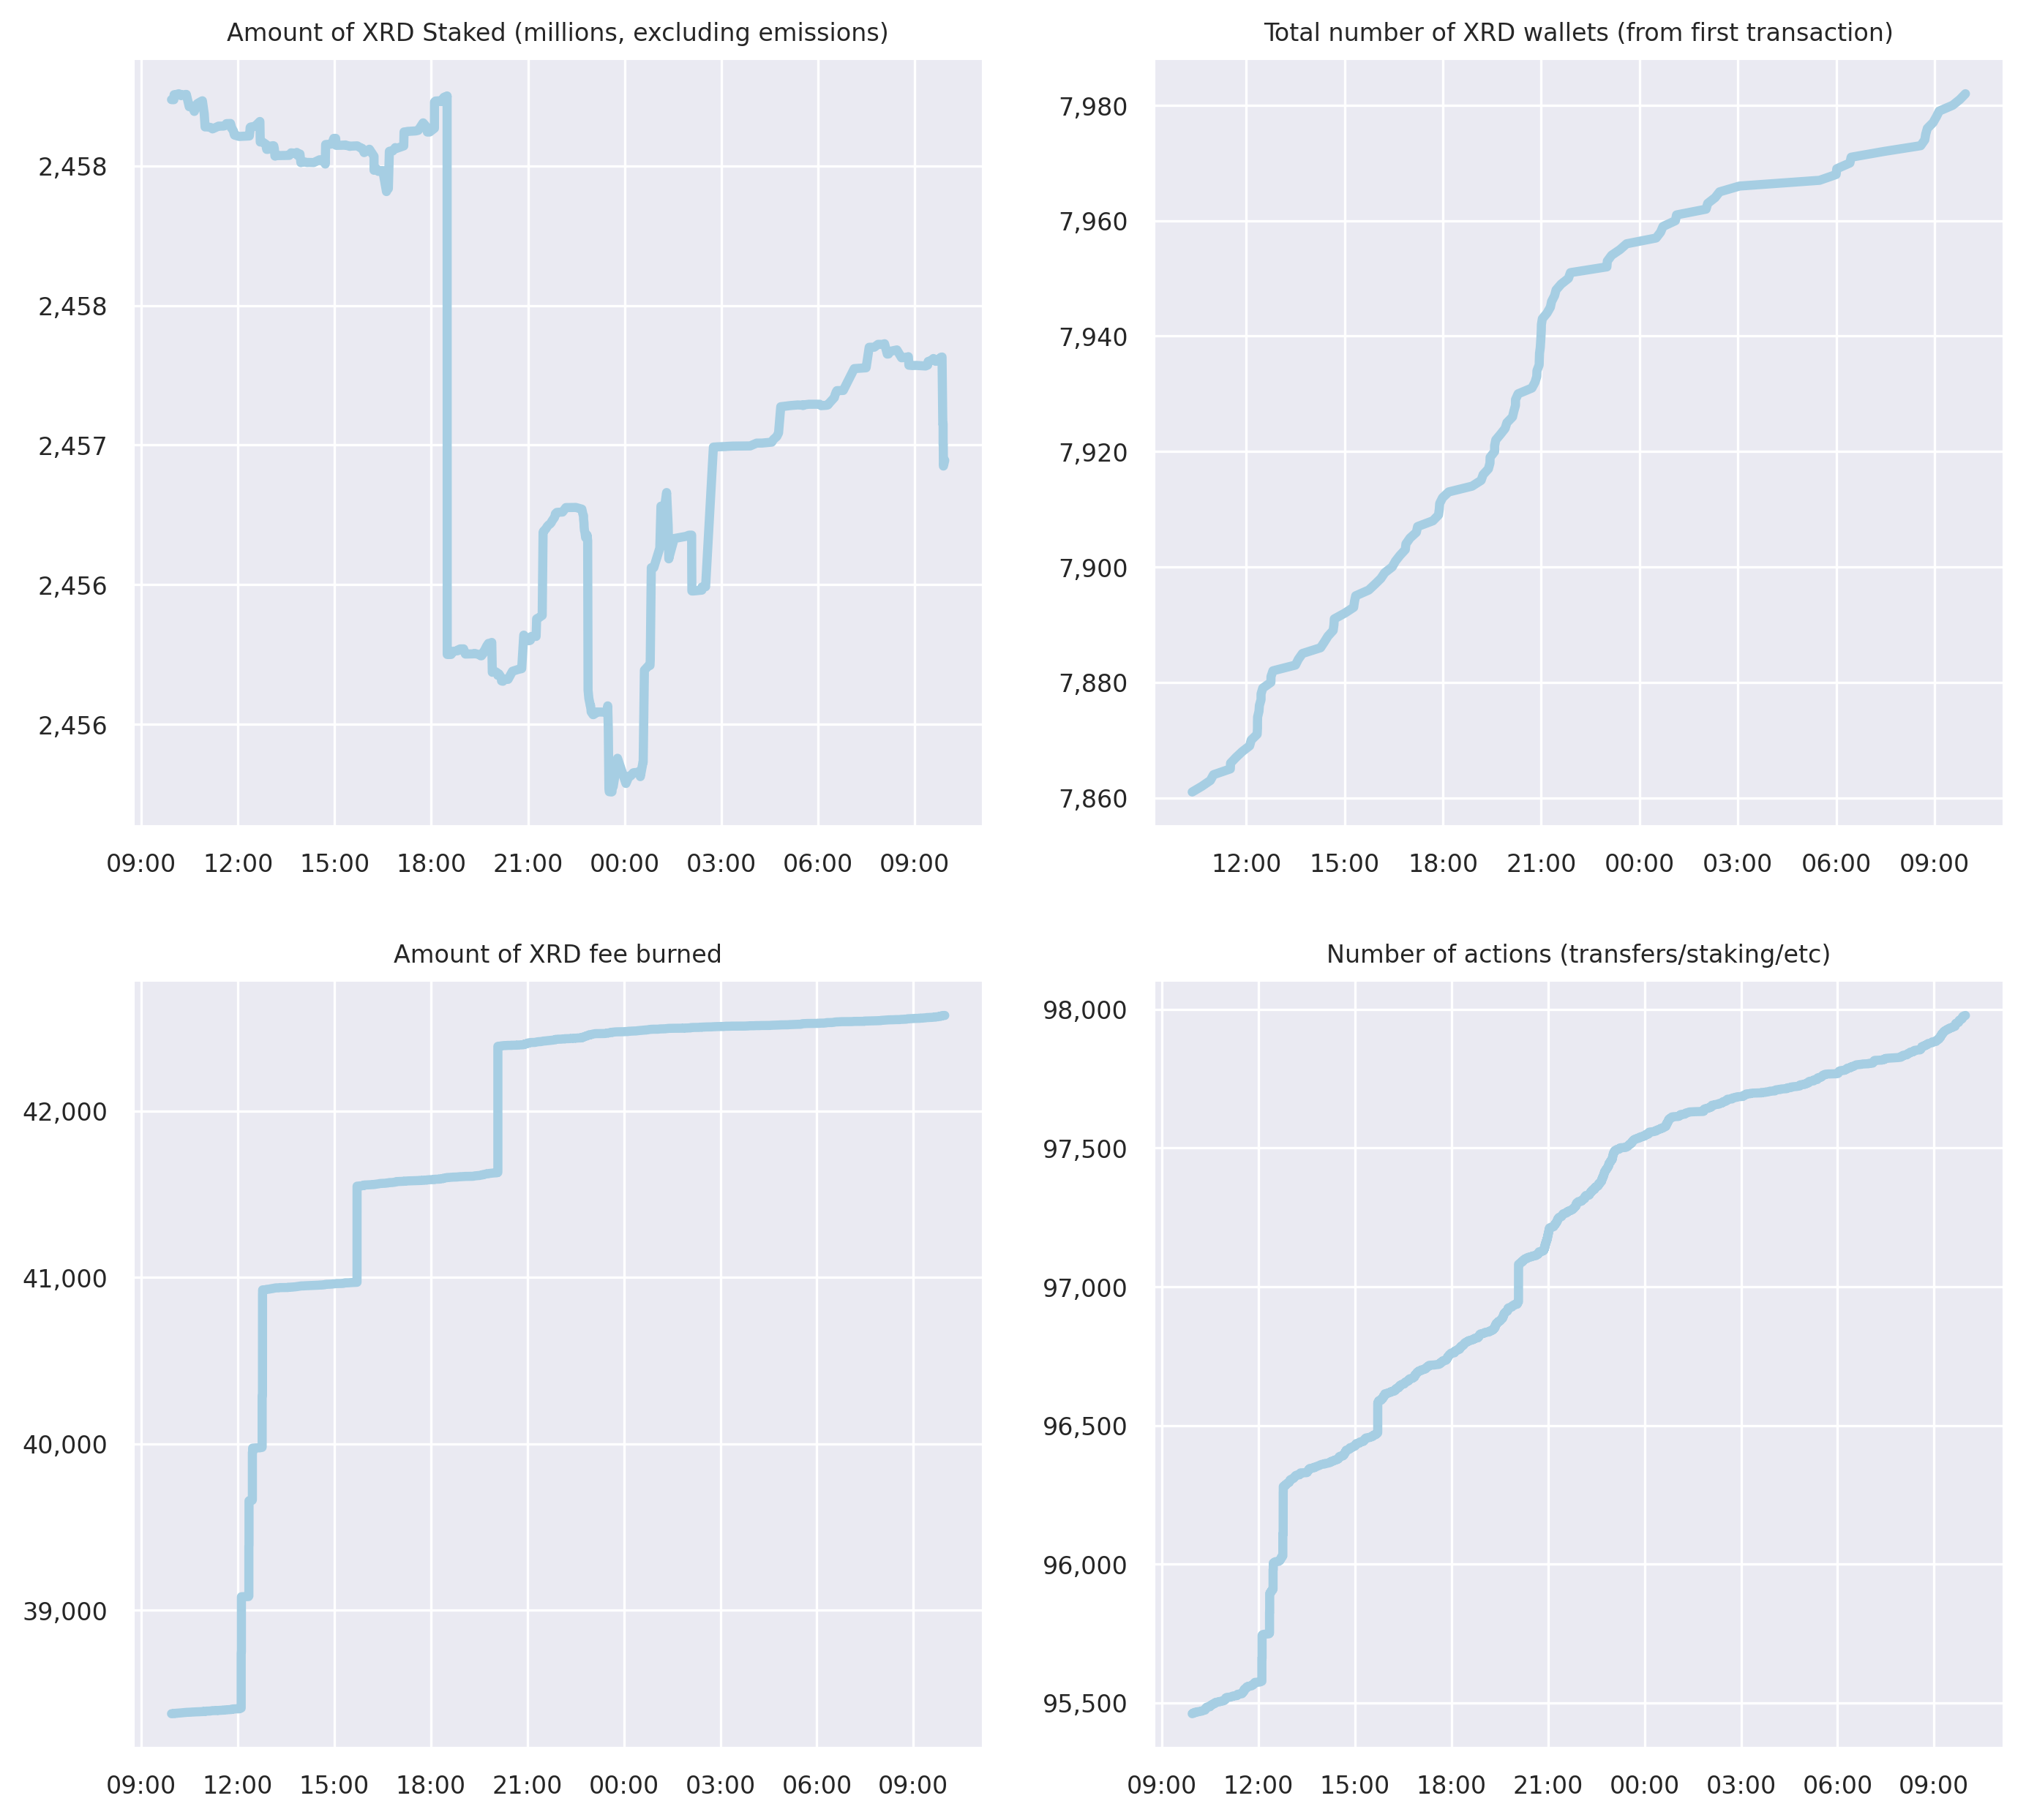 Amount of XRD Staked (millions, excluding emissions)
2,458
2,458
2,457
2,456
2,456
09:00 12:00 15:00 18:00 21:00 00:00 03:00 06:00 09:00
Total number of XRD wallets (from first transaction)
7,980
7,960
7,940
7,920
7,900
7,880
7,860
12:00 15:00 18:00 21:00 00:00 03:00 06:00 09:00
Amount of XRD fee burned
42,000
41,000
40,000
39,000
09:00 12:00 15:00 18:00 21:00 00:00 03:00 06:00 09:00
Number of actions (transfers/staking/etc)
98,000
97,500
97,000
96,500
96,000
95,500
09:00 12:00 15:00 18:00 21:00 00:00 03:00 06:00 09:00